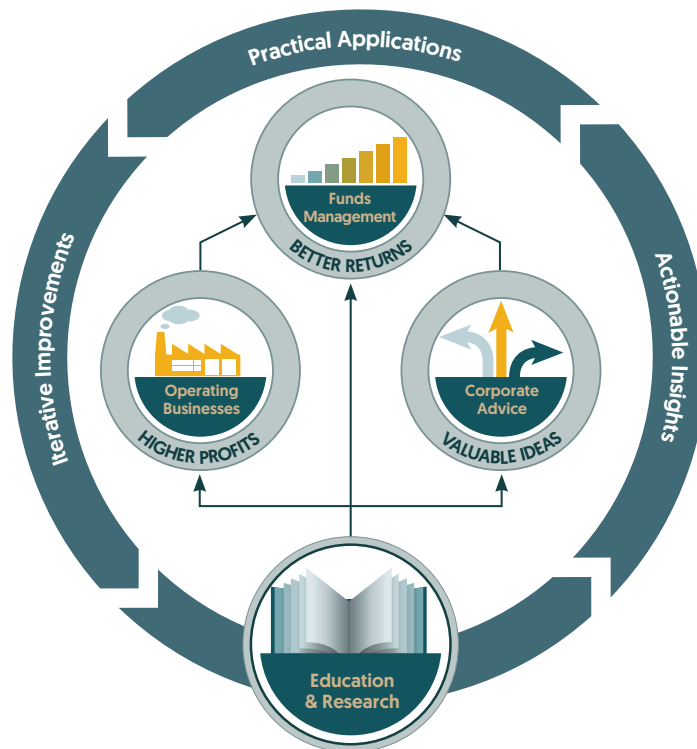 Practical Applications
Funds
Management
BETTER RETURNS
Iterative Improvements
Actionable Insights
Operating
Businesses
HIGHER PROFITS
Corporate
Advice
VALUABLE IDEAS
Education
& Research